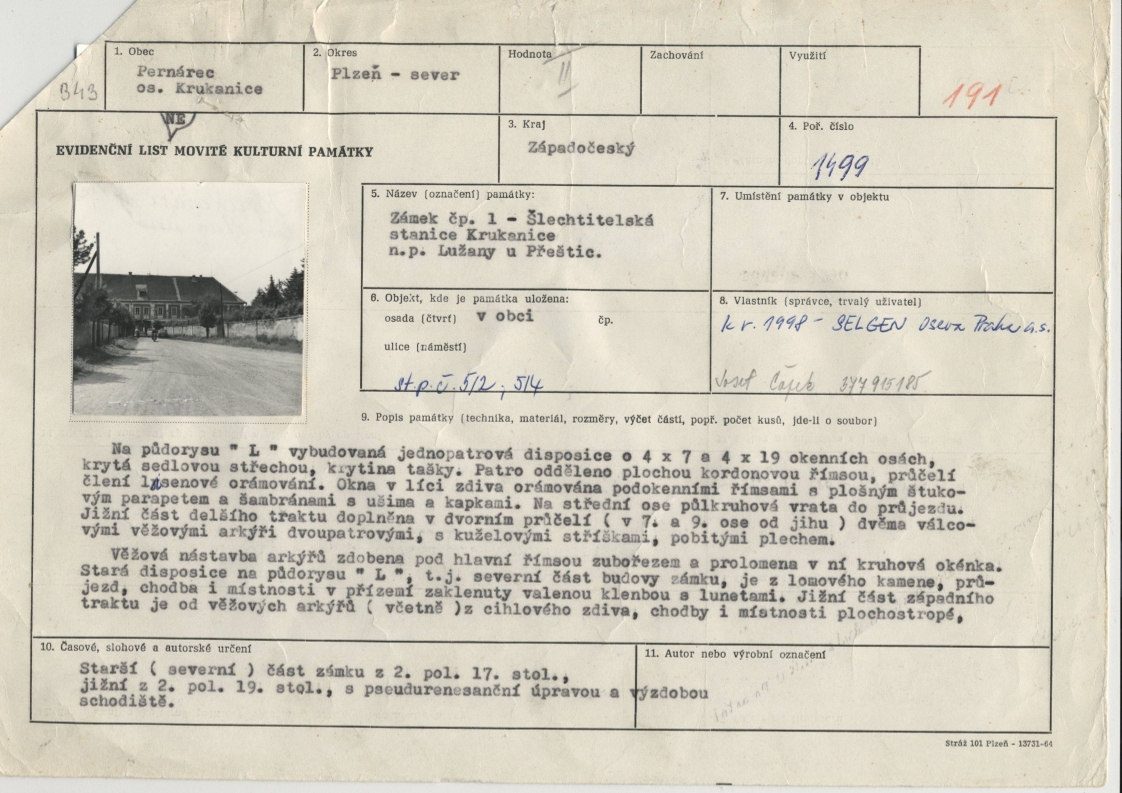 B43
1. Obec
Pernárec
os. Krukanice
2. Okres
Plzeň - sever
Hodnota
II
Zachování
Využití
191
NE
EVIDENČNÍ LIST MOVITÉ KULTURNÍ PAMÁTKY
3. Kraj
Západočeský
4. Poř. číslo
1499
5. Název (označení) památky:
Zámek čp. 1 - Šlechtitelská
stanice Krukanice
n.p. Lužany u Přeštic.
7. Umístění památky v objektu
6. Objekt, kde je památka uložena:
osada (čtvrť) v obci čp.
ulice (náměstí)
st.p.č. 5/2, 5/4
8. Vlastník (správce, trvalý uživatel)
k r. 1998 - SELGEN Oseva Praha a.s.
Josef Čápek 377915185
9. Popis památky (technika, materiál, rozměry, výčet částí, popř. počet kusů, jde-li o soubor)
Na půdorysu " L " vybudovaná jednopatrová disposice o 4 x 7 a 4 x 19 okenních osách,
krytá sedlovou střechou, krytina tašky. Patro odděleno plochou kordonovou římsou, průčelí
člení lisenové orámování. Okna v líci zdiva orámována podokenními římsami s plošným štuko-
vým parapetem a šambránami s ušima a kapkami. Na střední ose půlkruhová vrata do průjezdu.
Jižní část delšího traktu doplněna v dvorním průčelí ( v 7. a 9. ose od jihu ) dvěma válco-
vými věžovými arkýři dvoupatrovými, s kuželovými stříškami, pobitými plechem.
Věžová nástavba arkýřů zdobena pod hlavní římsou zubořezem a prolomena v ní kruhová okénka.
Stará disposice na půdorysu " L ", t.j. severní část budovy zámku, je z lomového kamene, prů-
jezd, chodba i místnosti v přízemí zaklenuty valenou klenbou s lunetami. Jižní část západního
traktu je od věžových arkýřů ( včetně )z cihlového zdiva, chodby i místnosti plochostropé,
10. Časové, slohové a autorské určení
Starší ( severní ) část zámku z 2. pol. 17. stol.,
jižní z 2. pol. 19. stol., s pseudurenesanční úpravou a výzdobou
schodiště.
11. Autor nebo výrobní označení
Stráž 101 Plzeň - 13731-64